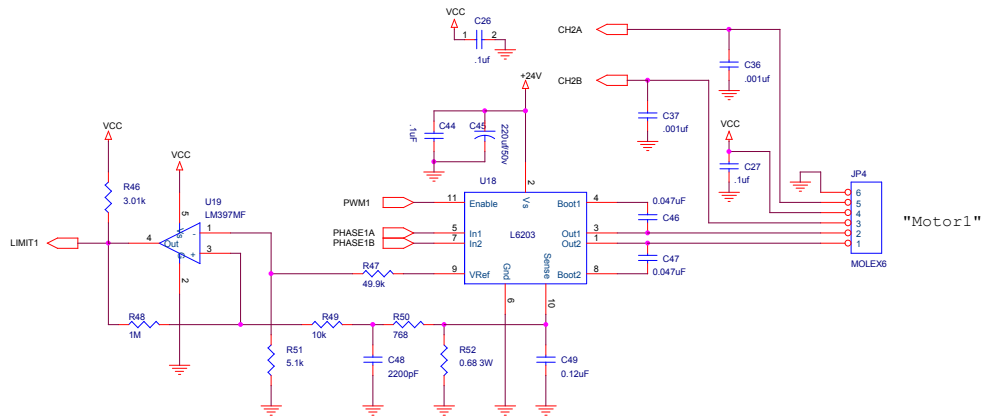 VCC
C26
1
2
.1uf
CH2A
C36
.001uf
CH2B
C37
.001uf
+24V
C44
.1uF
C45
220uf/50v
VCC
C27
.1uf
VCC
R46
3.01k
VCC
U19
LM397MF
5
Vs
1
-
LIMIT1
4
Out
3
+
G
2
U18
2
Vs
PWM1
11
Enable
Boot1
4
0.047uF
C46
PHASE1A
5
In1
L6203
Out1
3
PHASE1B
7
In2
Out2
1
C47
R47
49.9k
9
VRef
Gnd
Sense
Boot2
8
0.047uF
6
10
JP4
6
5
4
3
2
1
MOLEX6
"Motor1"
R48
1M
R49
10k
R50
768
R51
5.1k
C48
2200pF
R52
0.68 3W
C49
0.12uF